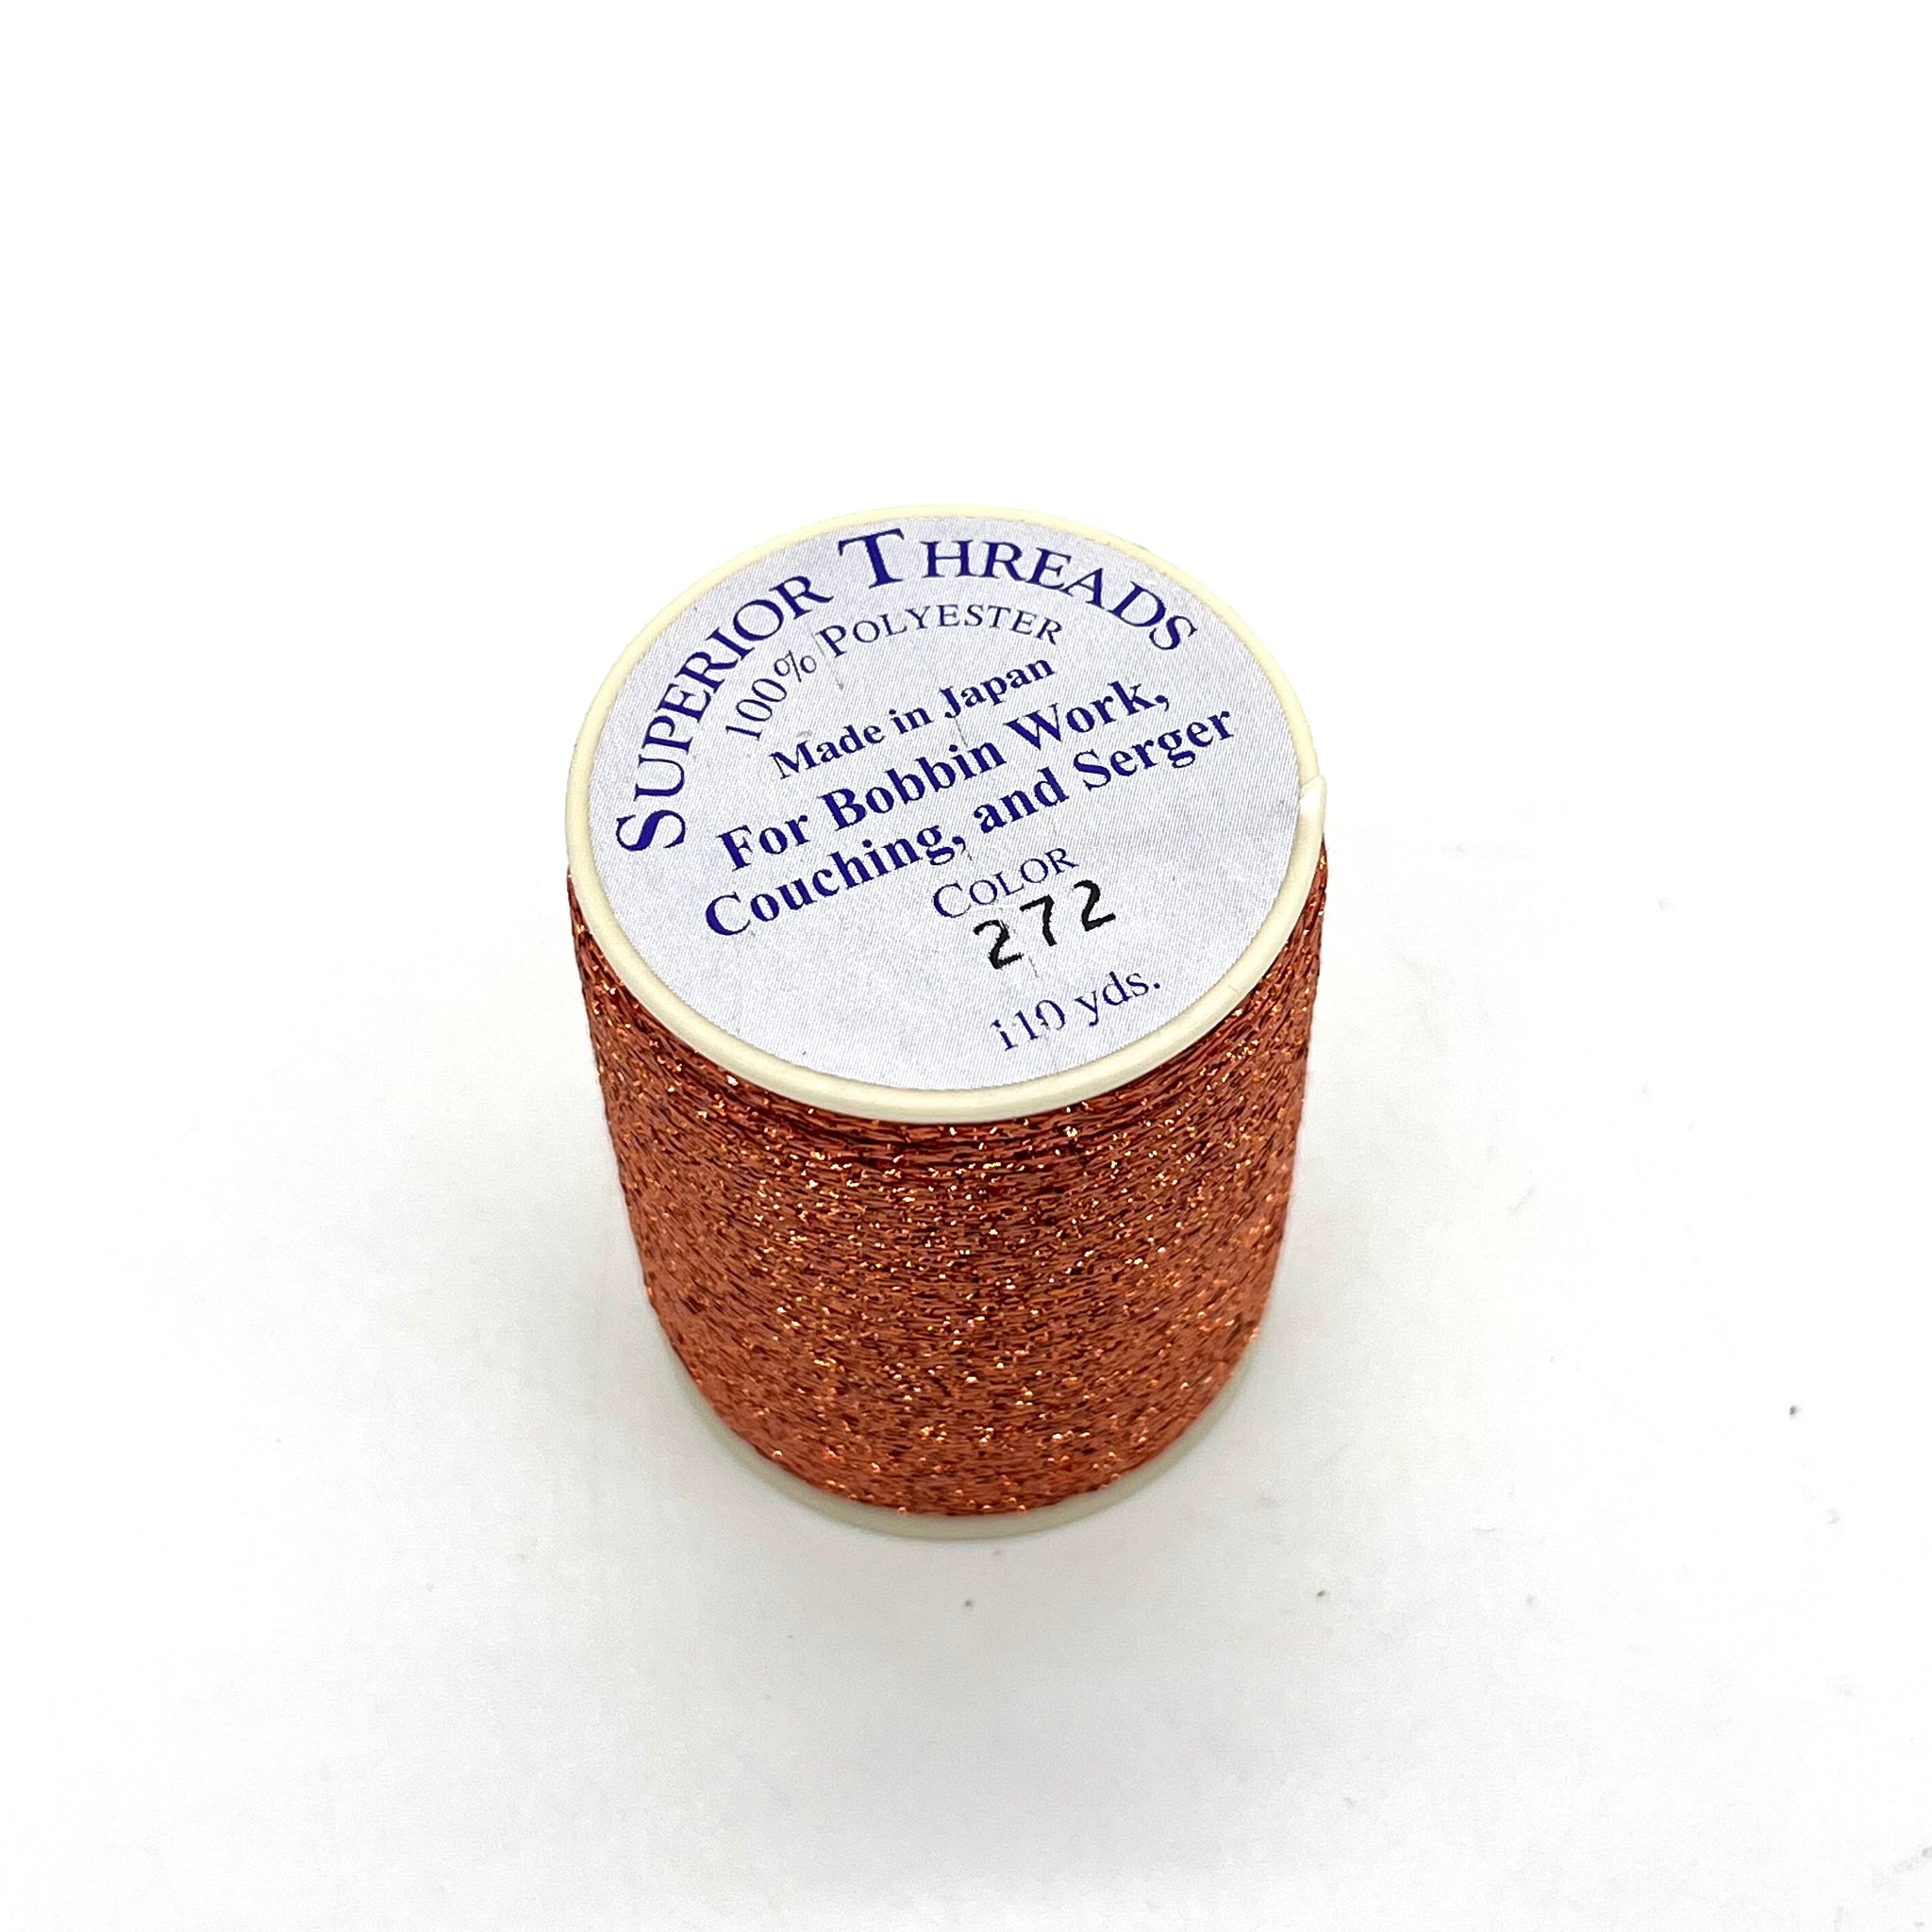 SUPERIOR THREADS
100% POLYESTER
Made in Japan
For Bobbin Work,
Couching, and Serger
COLOR
272
110 yds.